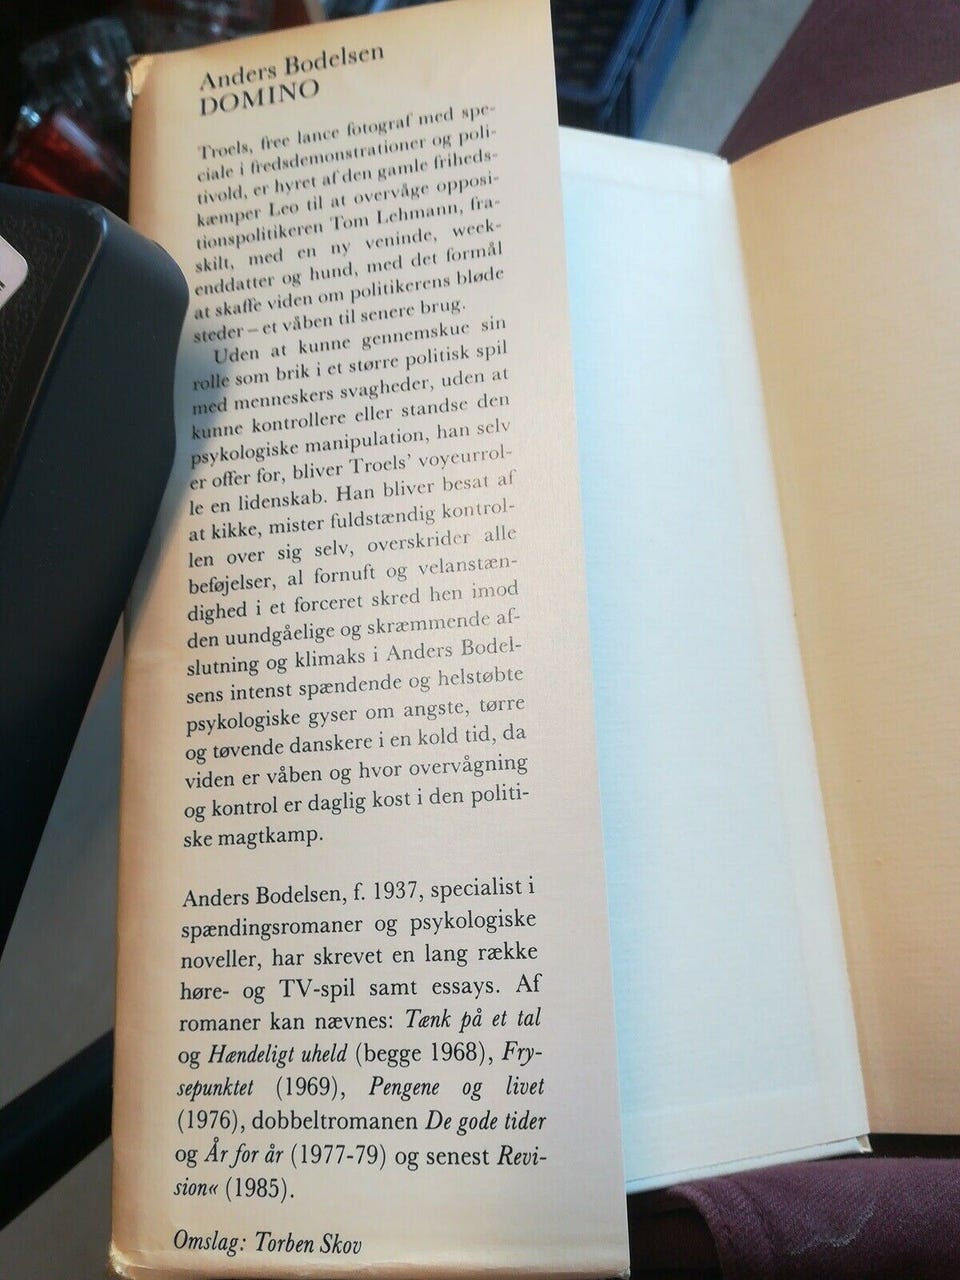 Anders Bodelsen
DOMINO
Troels, free lance fotograf med spe-
ciale i fredsdemonstrationer og poli-
tivold, er hyret af den gamle friheds-
kæmper Leo til at overvåge opposi-
tionspolitikeren Tom Lehmann, fra-
skilt, med en ny veninde, week-
enddatter og hund, med det formål
at skaffe viden om politikerens bløde
steder – et våben til senere brug.
Uden at kunne gennemskue sin
rolle som brik i et større politisk spil
med menneskers svagheder, uden at
kunne kontrollere eller standse den
psykologiske manipulation, han selv
er offer for, bliver Troels' voyeurrol-
le en lidenskab. Han bliver besat af
at kikke, mister fuldstændig kontrol-
len over sig selv, overskrider alle
beføjelser, al fornuft og velanstæn-
dighed i et forceret skred hen imod
den uundgåelige og skræmmende af-
slutning og klimaks i Anders Bodel-
sens intenst spændende og helstøbte
psykologiske gyser om angste, tørre
og tøvende danskere i en kold tid, da
viden er våben og hvor overvågning
og kontrol er daglig kost i den politi-
ske magtkamp.
Anders Bodelsen, f. 1937, specialist i
spændingsromaner og psykologiske
noveller, har skrevet en lang række
høre- og TV-spil samt essays. Af
romaner kan nævnes: Tænk på et tal
og Hændeligt uheld (begge 1968), Fry-
sepunktet (1969), Pengene og livet
(1976), dobbeltromanen De gode tider
og År for år (1977-79) og senest Revi-
sion« (1985).
Omslag: Torben Skov